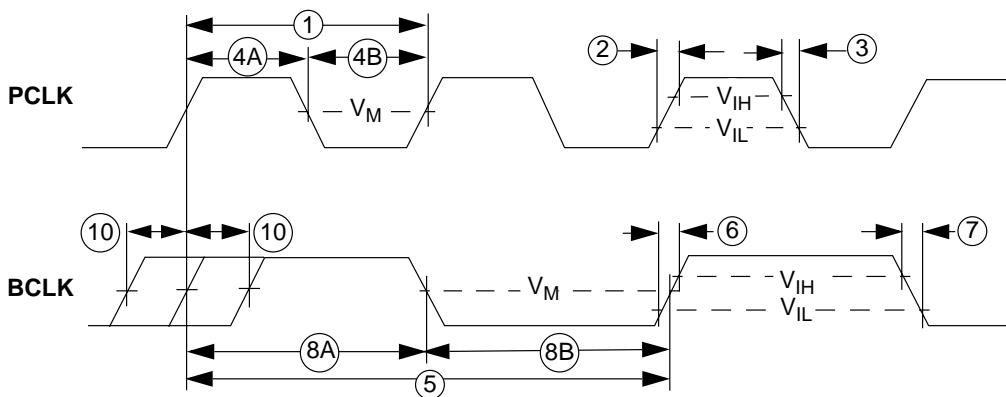 1
4A 4B 2 3
PCLK VM VIH
VIL
10 10 6 7
BCLK VM VIH
VIL
8A 8B
5